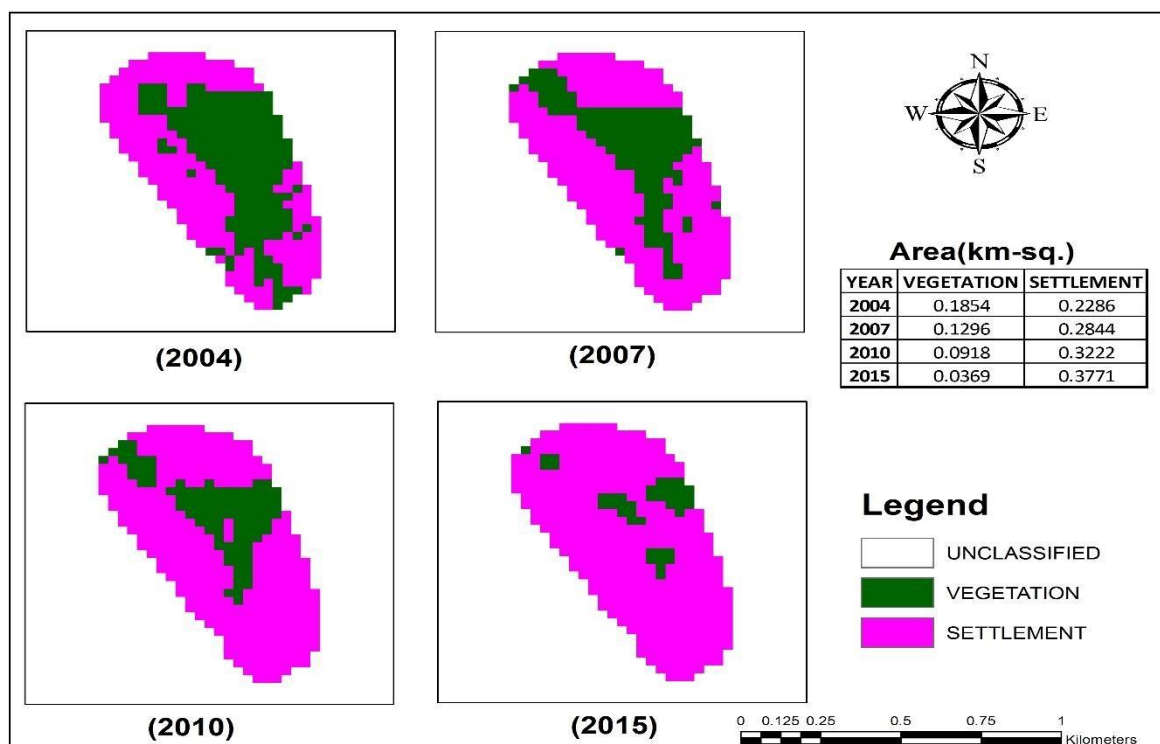 (2004)
(2007)
N
W E
S
Area(km-sq.)
YEAR VEGETATION SETTLEMENT
2004 0.1854 0.2286
2007 0.1296 0.2844
2010 0.0918 0.3222
2015 0.0369 0.3771
(2010)
(2015)
Legend
UNCLASSIFIED
VEGETATION
SETTLEMENT
0 0.125 0.25 0.5 0.75 1
Kilometers